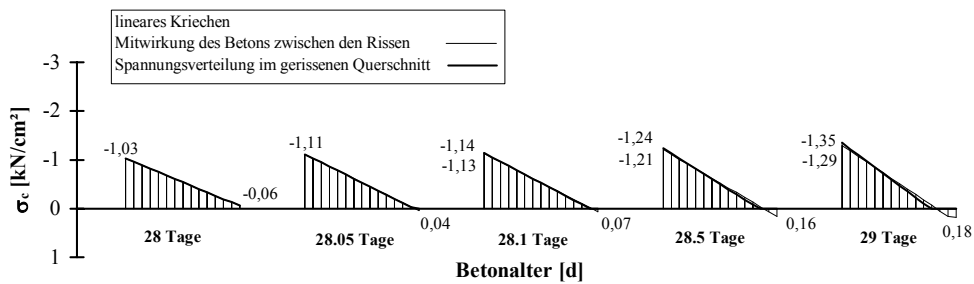 lineares Kriechen
Mitwirkung des Betons zwischen den Rissen
Spannungsverteilung im gerissenen Querschnitt
-3
-2
-1
0
1
σc [kN/cm²]
-1,03
-0,06
28 Tage
-1,11
0,04
28.05 Tage
-1,14
-1,13
0,07
28.1 Tage
-1,24
-1,21
0,16
28.5 Tage
-1,35
-1,29
0,18
29 Tage
Betonalter [d]